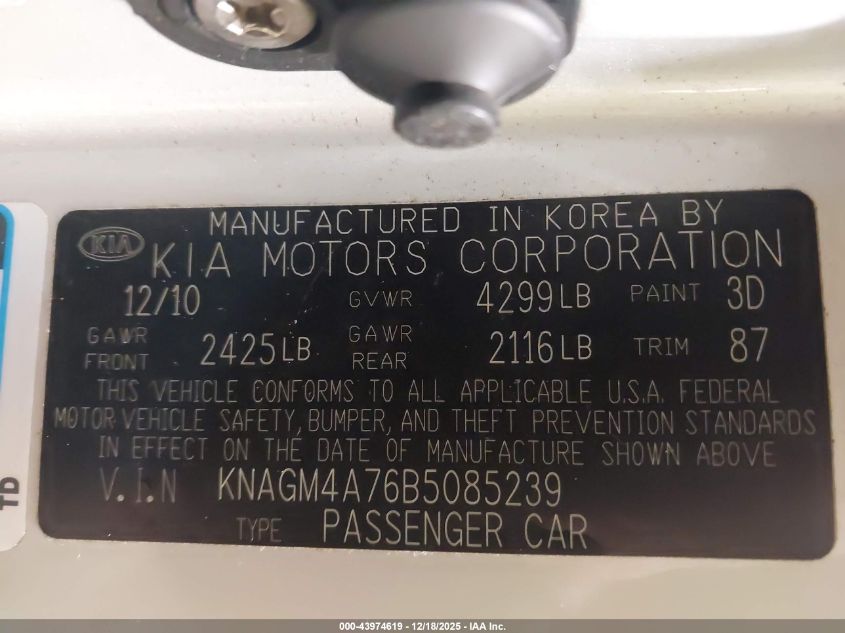 MANUFACTURED IN KOREA BY
KIA KIA MOTORS CORPORATION
12/10 GVWR 4299LB PAINT 3D
GAWR FRONT 2425LB GAWR REAR 2116LB TRIM 87
THIS VEHICLE CONFORMS TO ALL APPLICABLE U.S.A. FEDERAL
MOTOR VEHICLE SAFETY, BUMPER, AND THEFT PREVENTION STANDARDS
IN EFFECT ON THE DATE OF MANUFACTURE SHOWN ABOVE
V.I.N KNAGM4A76B5085239
TYPE PASSENGER CAR
TD
000-43974619 - 12/18/2025 - IAA Inc.